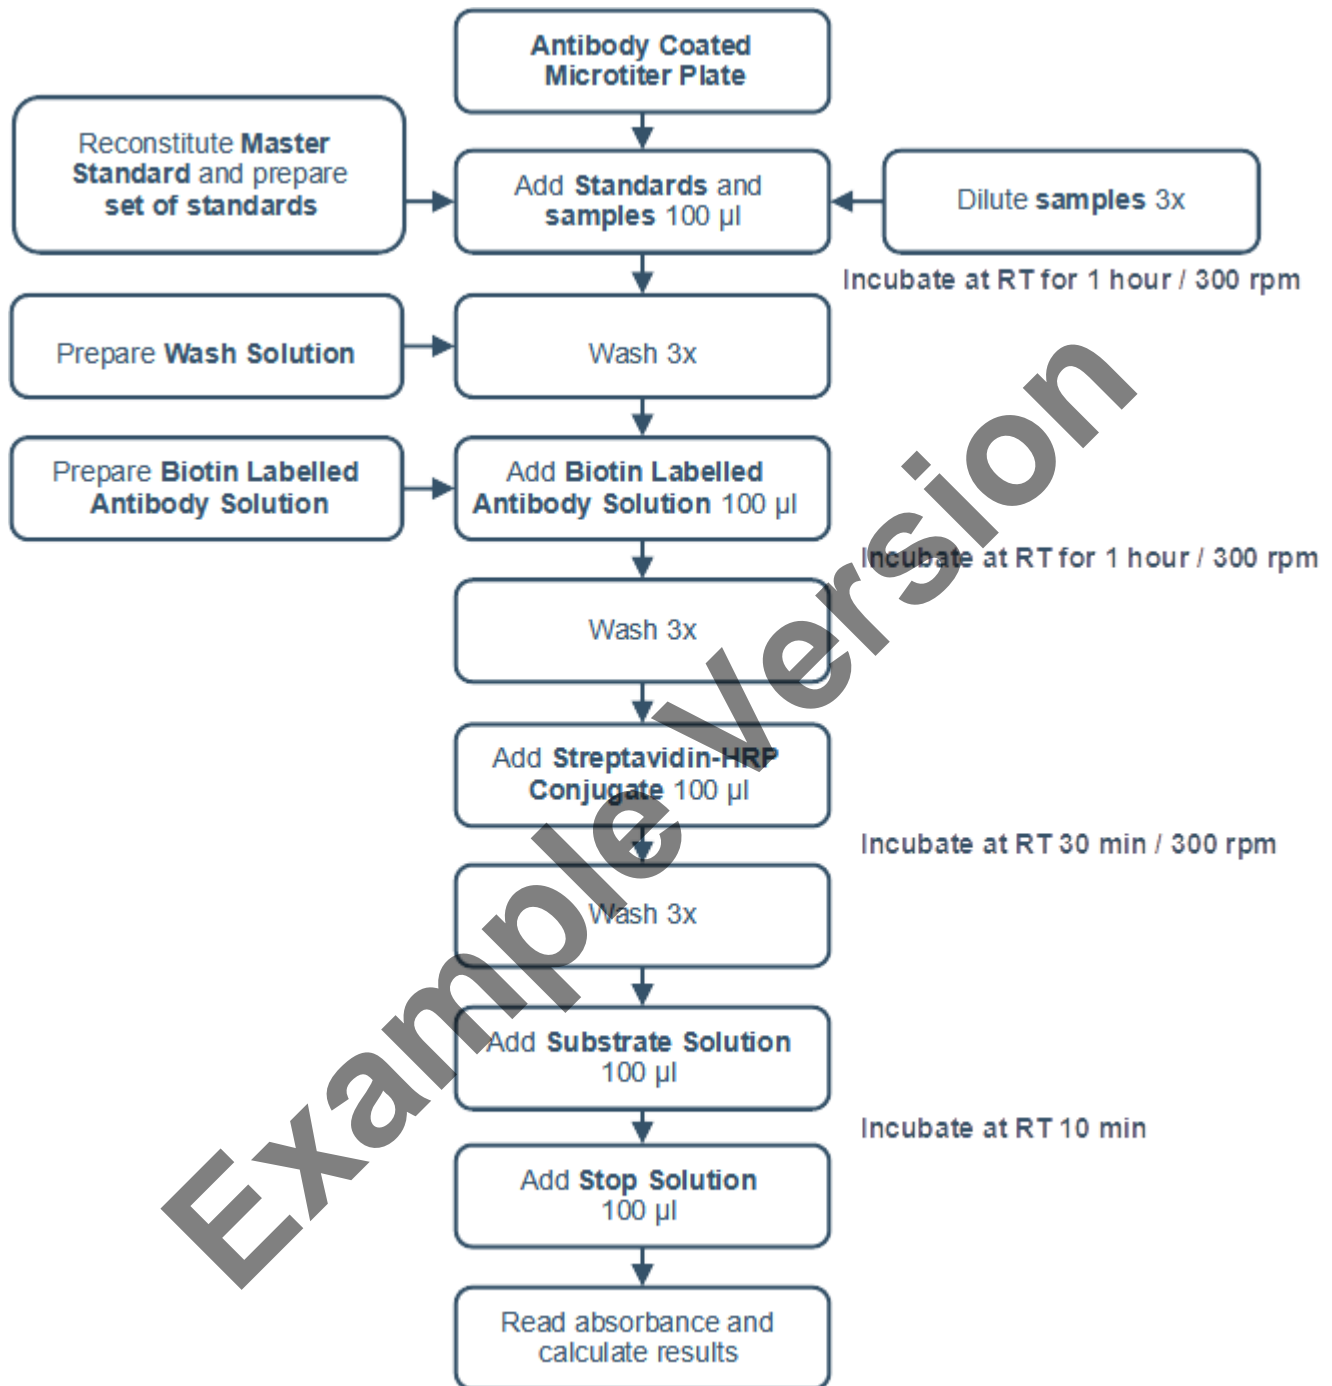 Antibody Coated
Microtiter Plate
Reconstitute Master
Standard and prepare
set of standards
Add Standards and
samples 100 µl
Dilute samples 3x
Incubate at RT for 1 hour / 300 rpm
Prepare Wash Solution
Wash 3x
Prepare Biotin Labelled
Antibody Solution
Add Biotin Labelled
Antibody Solution 100 µl
Incubate at RT for 1 hour / 300 rpm
Wash 3x
Add Streptavidin-HRP
Conjugate 100 µl
Incubate at RT 30 min / 300 rpm
Wash 3x
Add Substrate Solution
100 µl
Incubate at RT 10 min
Add Stop Solution
100 µl
Read absorbance and
calculate results
Example Version